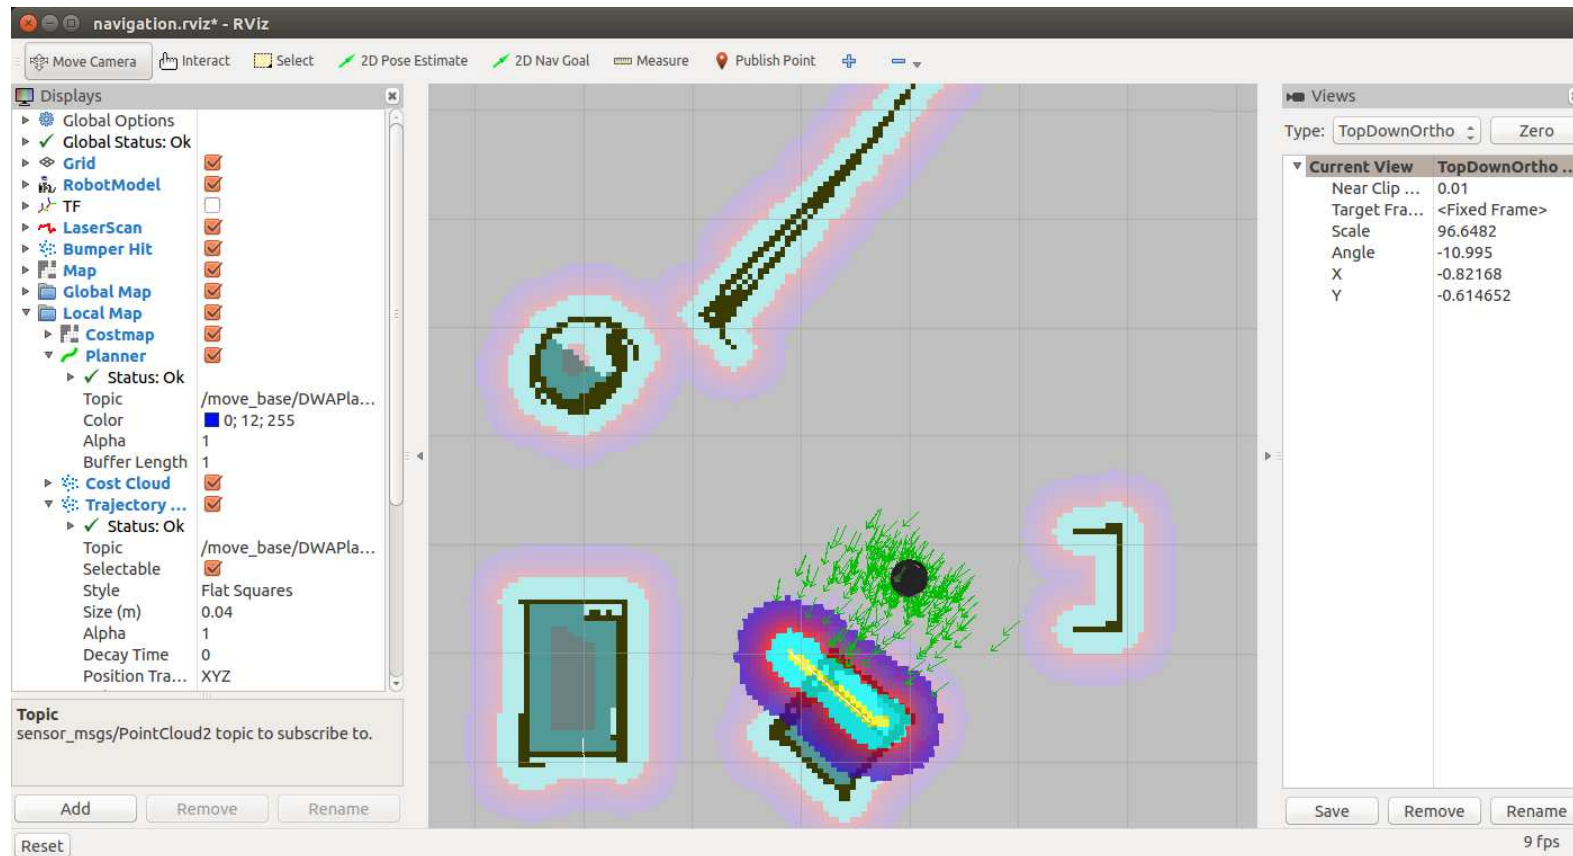 navigation.rviz* - RViz
Move Camera Interact Select 2D Pose Estimate 2D Nav Goal Measure Publish Point
Displays
Global Options
Global Status: Ok
Grid
RobotModel
TF
LaserScan
Bumper Hit
Map
Global Map
Local Map
Costmap
Planner
Status: Ok
Topic /move_base/DWAPla...
Color 0; 12; 255
Alpha 1
Buffer Length 1
Cost Cloud
Trajectory ...
Status: Ok
Topic /move_base/DWAPla...
Selectable
Style Flat Squares
Size (m) 0.04
Alpha 1
Decay Time 0
Position Tra... XYZ
Topic
sensor_msgs/PointCloud2 topic to subscribe to.
Add Remove Rename
Reset
Views
Type: TopDownOrtho Zero
Current View TopDownOrtho ...
Near Clip ... 0.01
Target Fra... <Fixed Frame>
Scale 96.6482
Angle -10.995
X -0.82168
Y -0.614652
Save Remove Rename
9 fps